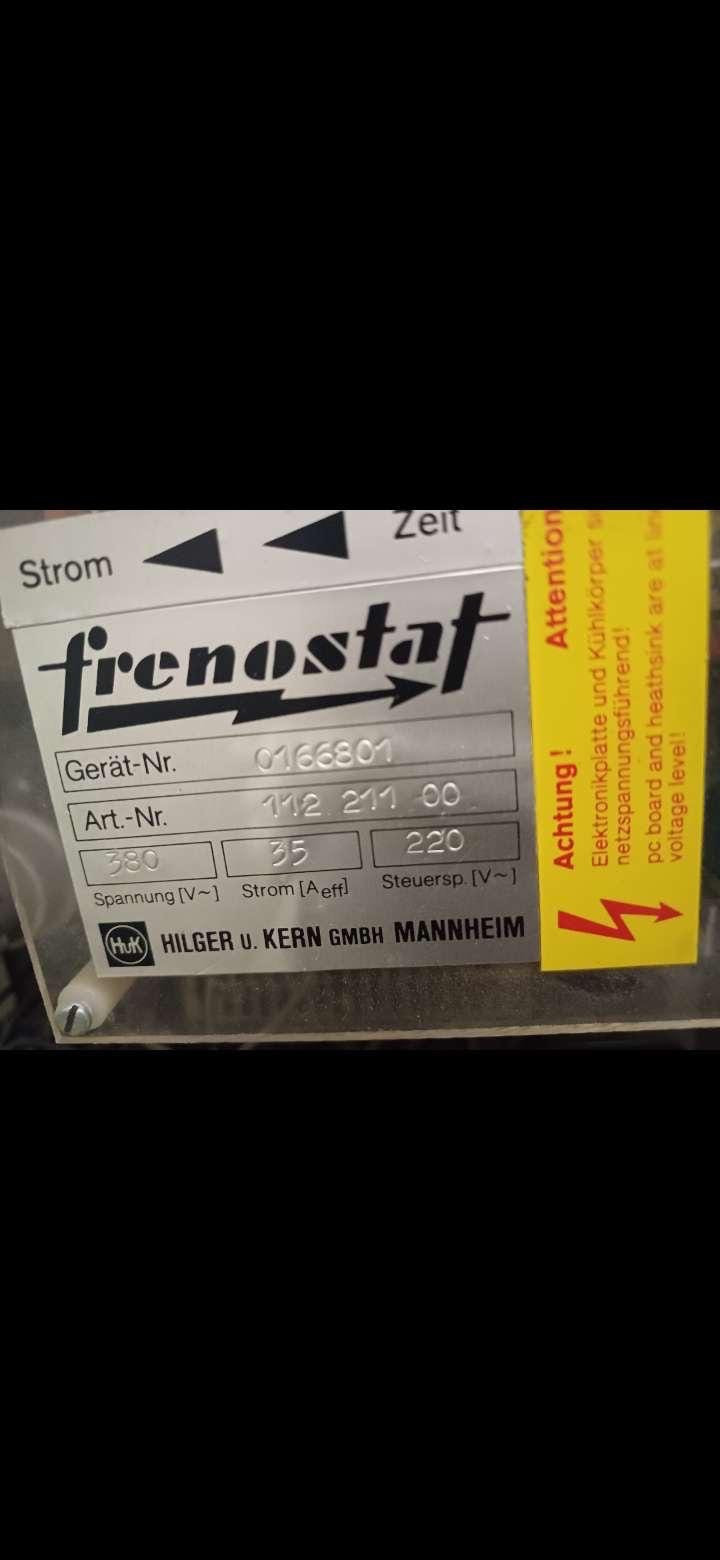 Zeit
Strom
frenostat
Gerät-Nr. 0166801
Art.-Nr. 112 211 00
380 35 220
Spannung [V~] Strom [Aeff] Steuersp. [V~]
HuK HILGER U. KERN GMBH MANNHEIM
Achtung! Attention
Elektronikplatte und Kühlkörper
netzspannungsführend!
pc board and heathsink are at
voltage level!